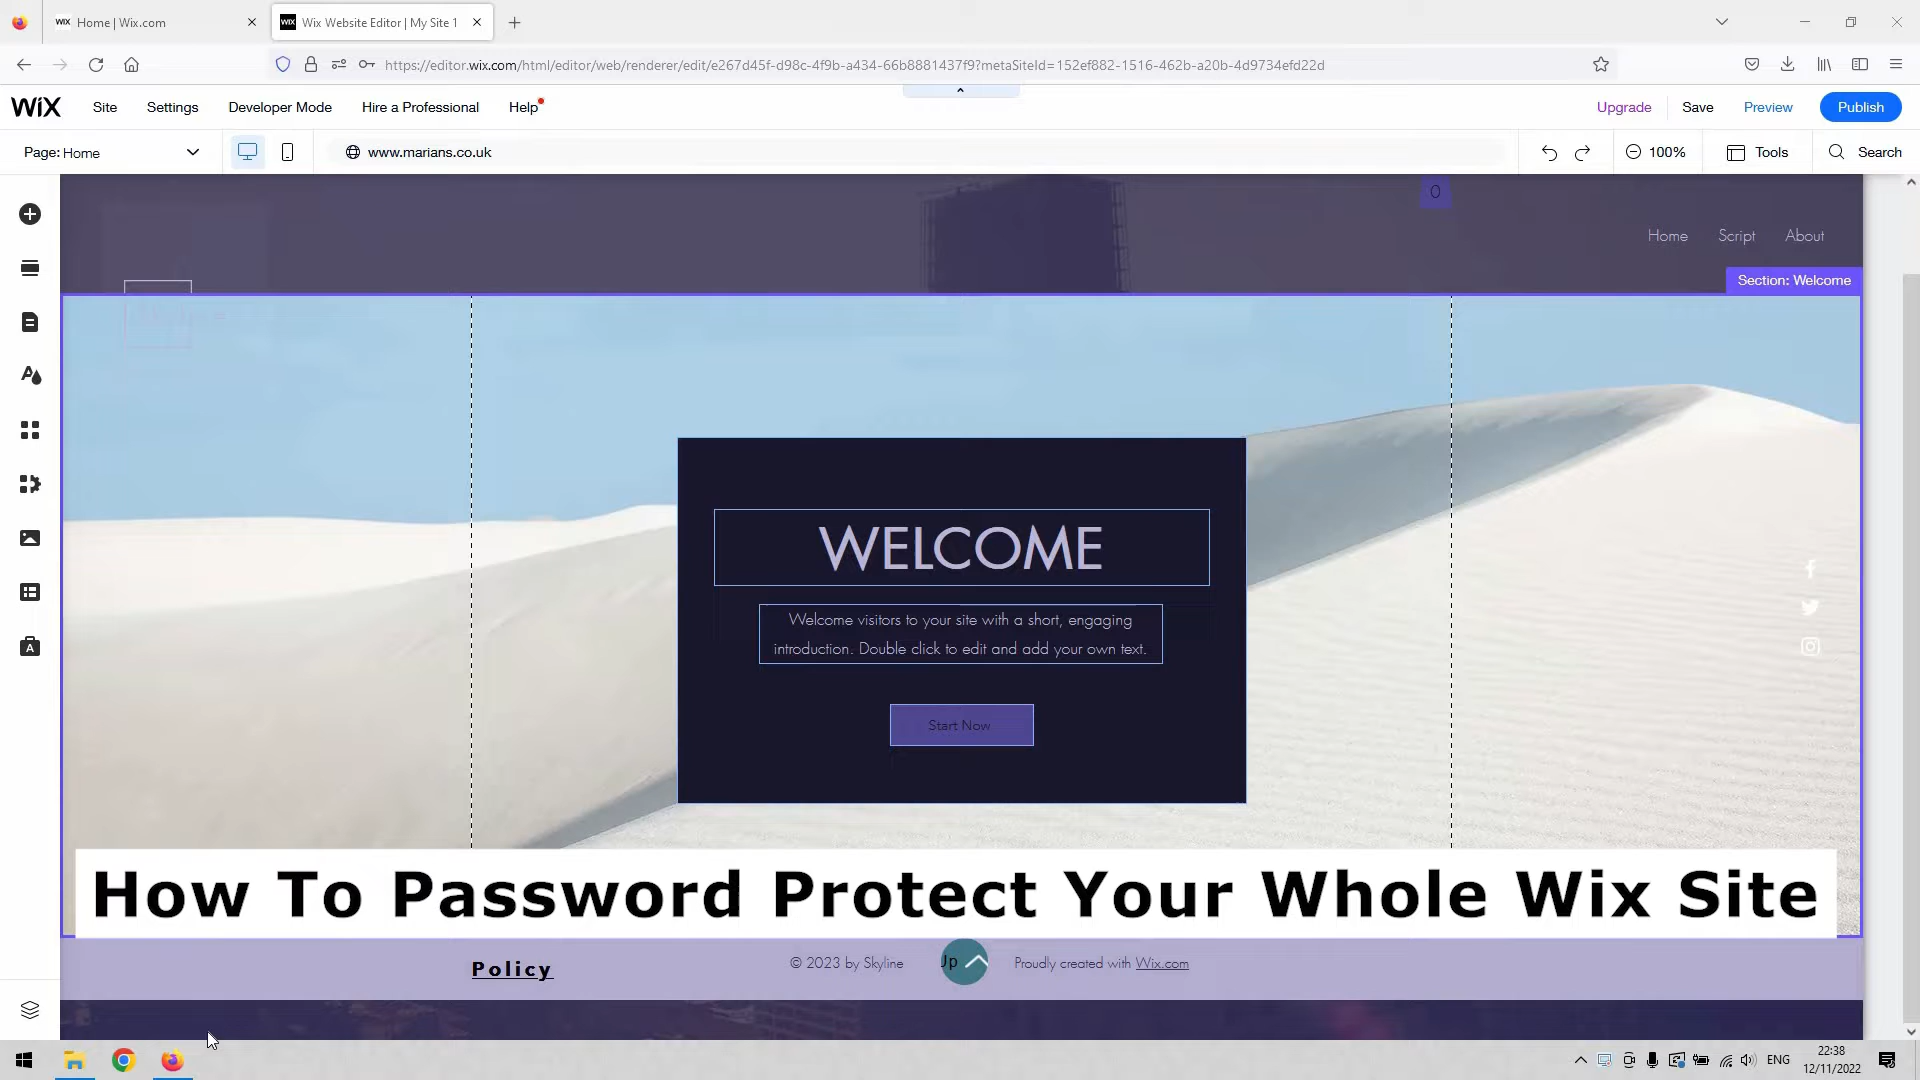 WIX Home | Wix.com
WIX Wix Website Editor | My Site 1
https://editor.wix.com/html/editor/web/renderer/edit/e267d45f-d98c-4f9b-a434-66b8881437f9?metaSiteId=152ef882-1516-462b-a20b-4d9734efd22d
WIX Site Settings Developer Mode Hire a Professional Help Upgrade Save Preview Publish
Page: Home www.marians.co.uk 100% Tools Search
0
Home Script About
Section: Welcome
WELCOME
Welcome visitors to your site with a short, engaging
introduction. Double click to edit and add your own text.
Start Now
How To Password Protect Your Whole Wix Site
Policy © 2023 by Skyline Up Proudly created with Wix.com
ENG 22:38
12/11/2022